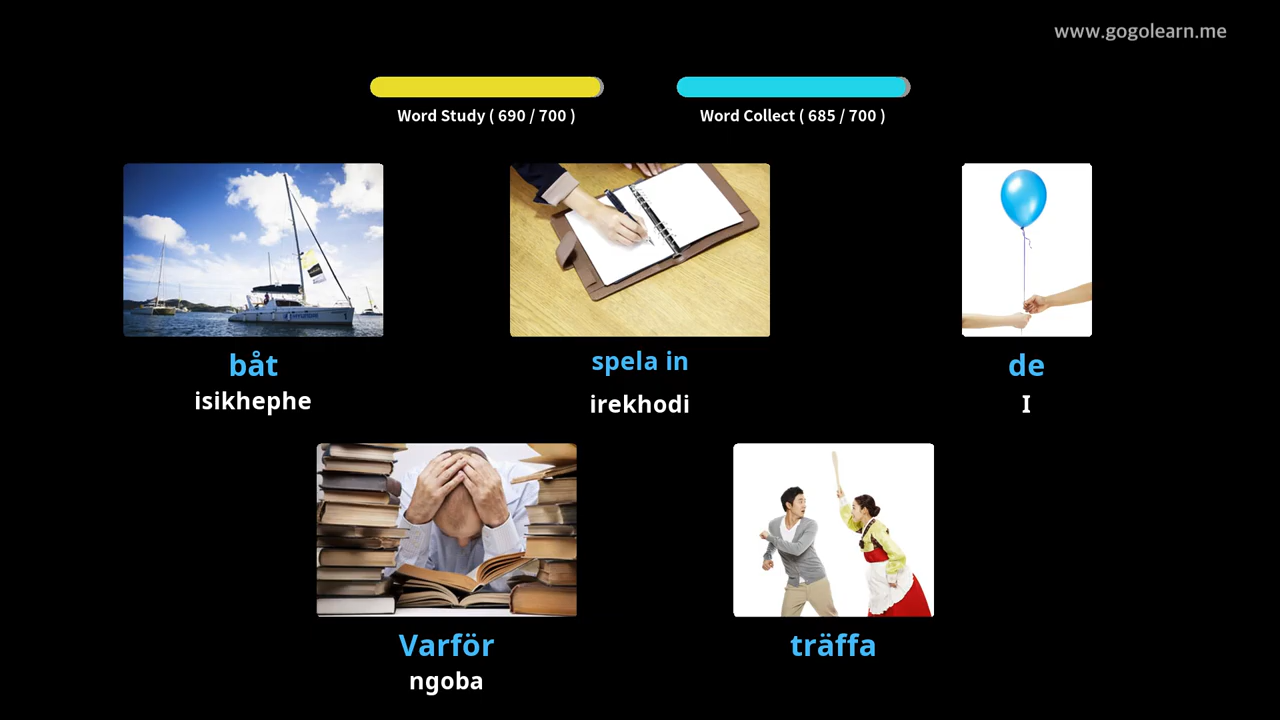 www.gogolearn.me
Word Study ( 690 / 700 )
Word Collect ( 685 / 700 )
båt
isikhephe
spela in
irekhodi
de
I
Varför
ngoba
träffa